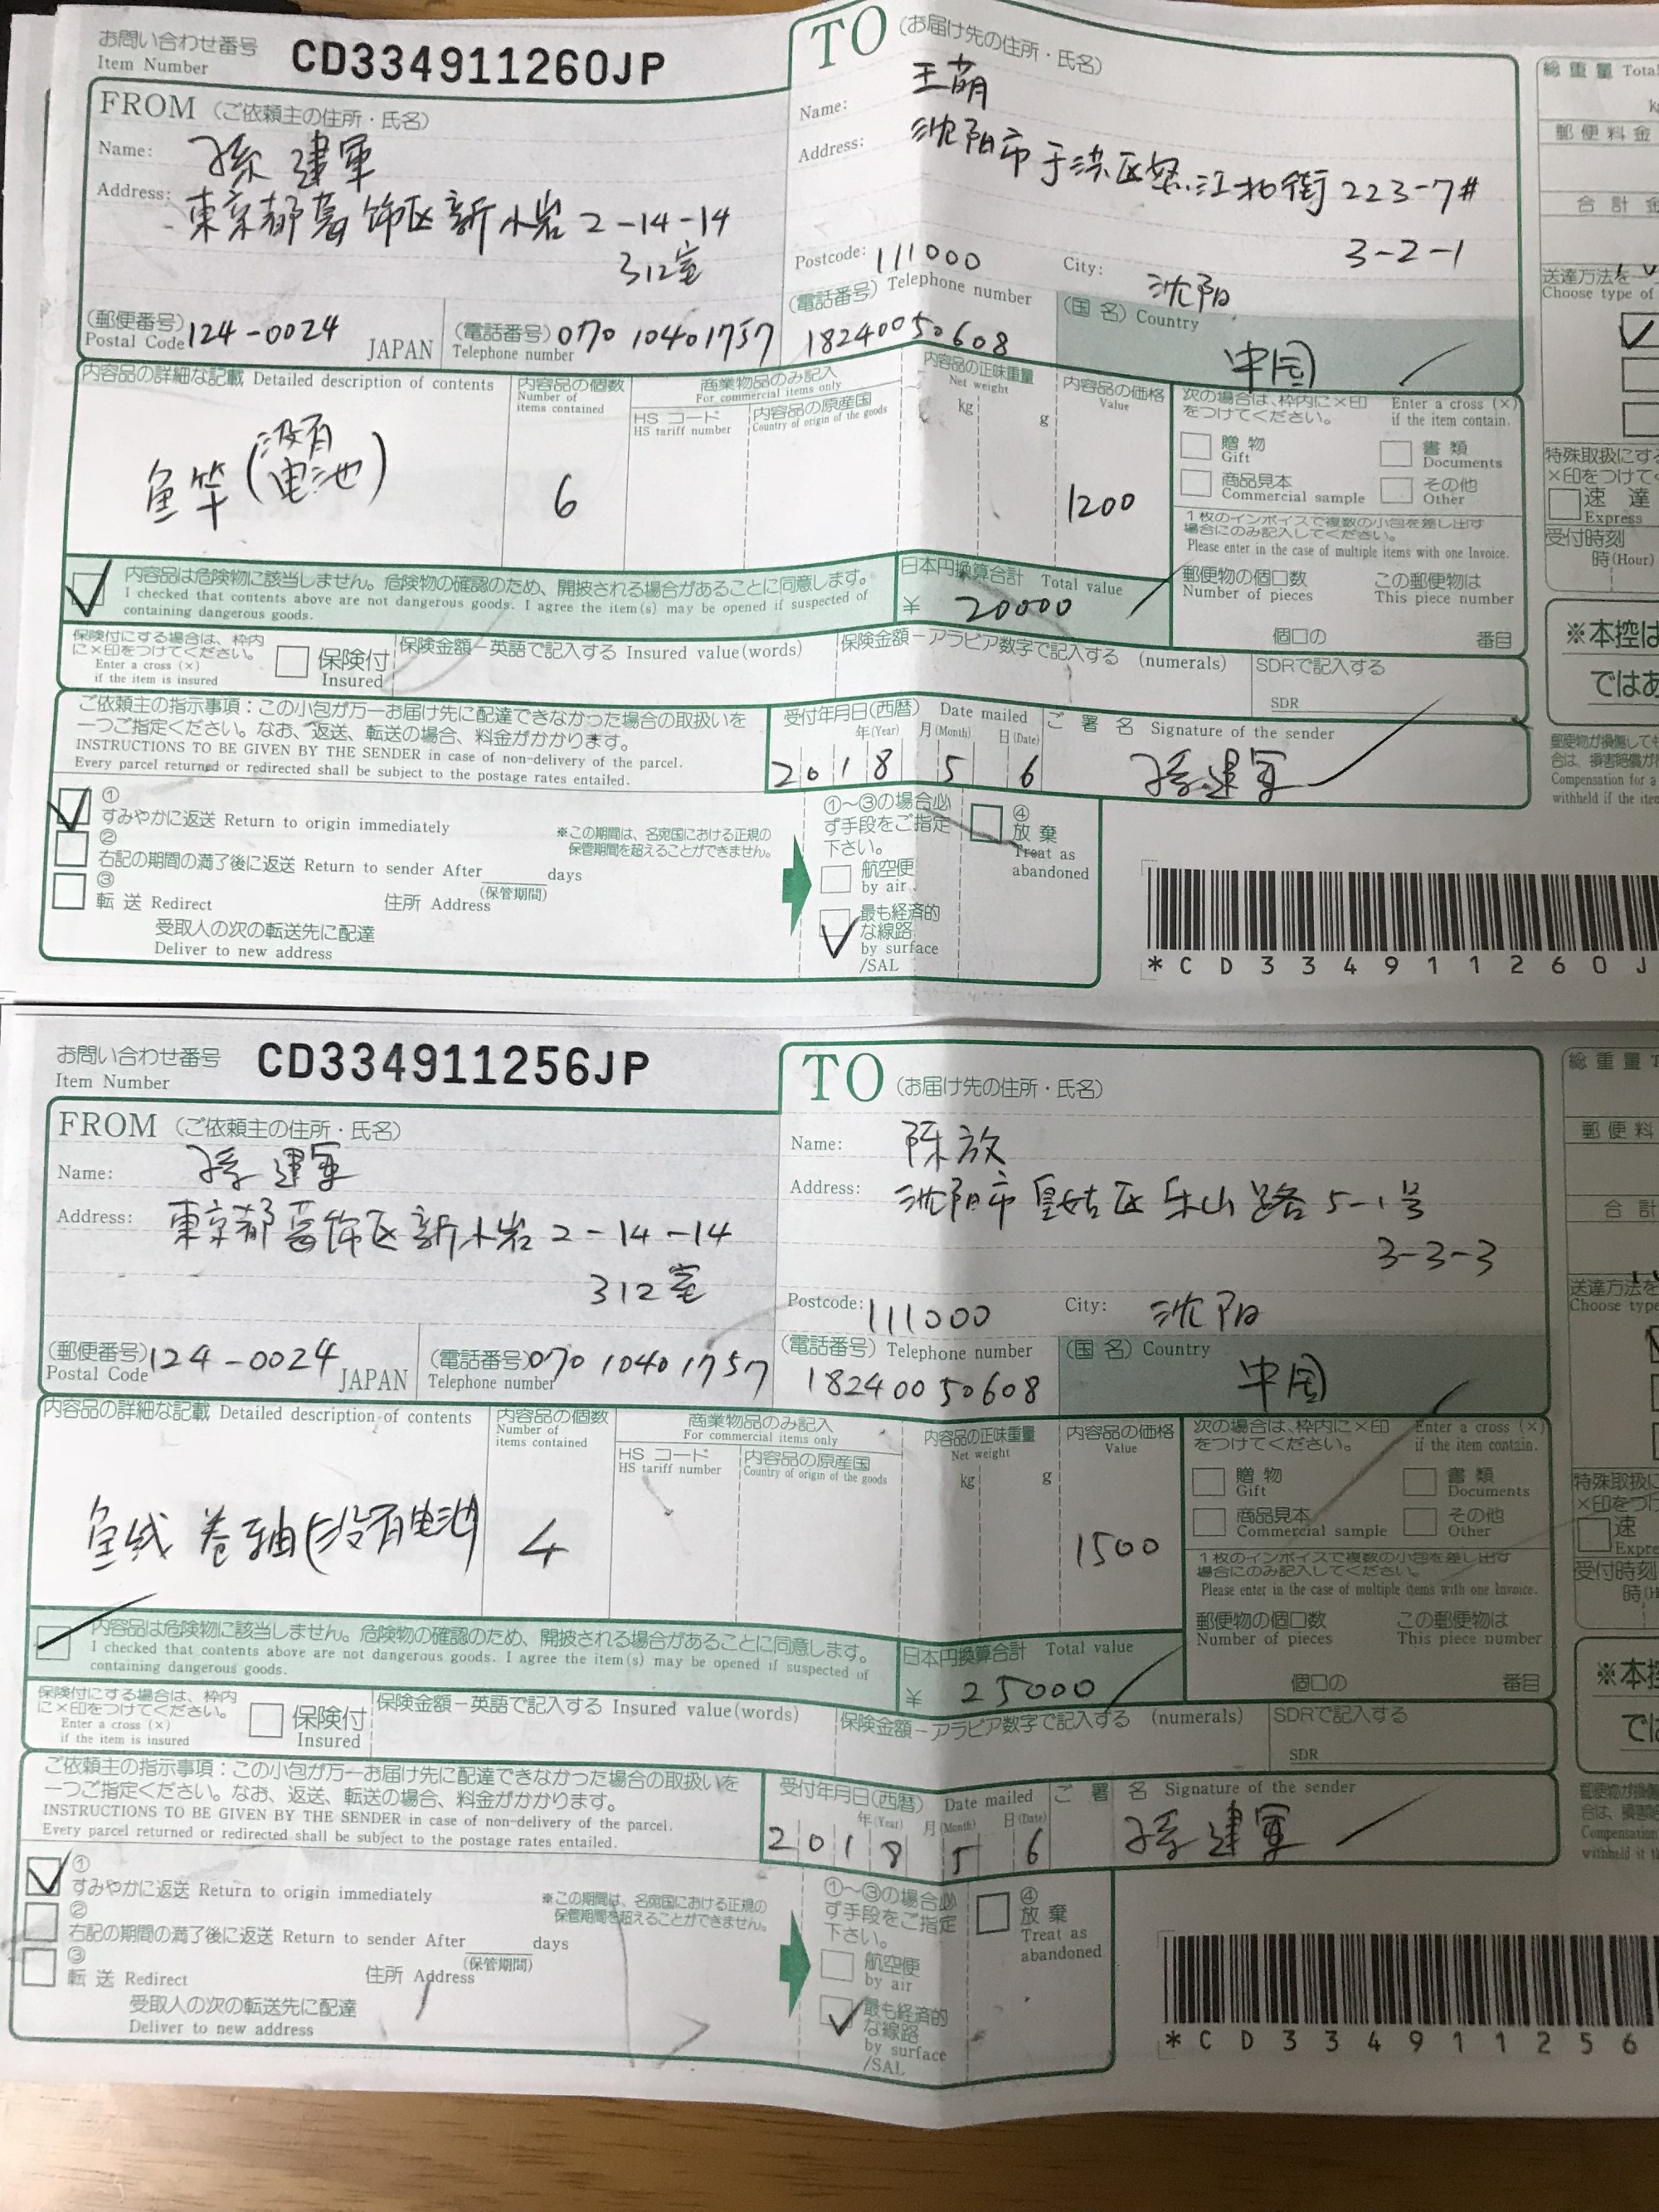 お問い合わせ番号
Item Number
CD334911260JP
FROM (ご依頼主の住所・氏名)
Name: 孫建軍
Address: 東京都葛飾区新小岩 2-14-14
312室
(郵便番号)
Postal Code 124-0024 JAPAN
(電話番号) 070 1040 1757
Telephone number
TO (お届け先の住所・氏名)
Name: 王萌
Address: 沈阳市于洪区怒江北街 223-7#
3-2-1
Postcode: 111000 City: 沈阳
(電話番号) Telephone number
18240050608
(国名) Country
中国
内容品の詳細な記載 Detailed description of contents
鱼竿 (没有电池)
内容品の個数
Number of
items contained
6
商業物品のみ記入
For commercial items only
HS コード
HS tariff number
内容品の原産国
Country of origin of the goods
内容品の正味重量
Net weight
kg g
内容品の価格
Value
1200
次の場合は、枠内に×印
をつけてください。
Enter a cross (×)
if the item contain.
贈物
Gift
書類
Documents
商品見本
Commercial sample
その他
Other
1枚のインボイスで複数の小包を差し出す
場合にのみ記入してください。
Please enter in the case of multiple items with one Invoice.
郵便物の個口数
Number of pieces
この郵便物は
This piece number
個口の 番目
内容品は危険物に該当しません。危険物の確認のため、開披される場合があることに同意します。
I checked that contents above are not dangerous goods. I agree the item(s) may be opened if suspected of
containing dangerous goods.
日本円換算合計 Total value
¥ 20000
保険付にする場合は、枠内
に×印をつけてください。
Enter a cross (×)
if the item is insured
保険付
Insured
保険金額－英語で記入する Insured value(words)
保険金額－アラビア数字で記入する (numerals)
SDRで記入する
SDR
ご依頼主の指示事項：この小包が万一お届け先に配達できなかった場合の取扱いを
一つご指定ください。なお、返送、転送の場合、料金がかかります。
INSTRUCTIONS TO BE GIVEN BY THE SENDER in case of non-delivery of the parcel.
Every parcel returned or redirected shall be subject to the postage rates entailed.
受付年月日(西暦) Date mailed
年(Year) 月(Month) 日(Date)
2018 5 6
ご署名 Signature of the sender
孫建軍
①
すみやかに返送 Return to origin immediately
②
右記の期間の満了後に返送 Return to sender After days
(保管期間)
※この期間は、名宛国における正規の
保管期間を超えることができません。
③
転送 Redirect 住所 Address
受取人の次の転送先に配達
Deliver to new address
①～③の場合必
ず手段をご指定
下さい。
航空便
by air
最も経済的
な線路
by surface
/SAL
④
放棄
Treat as
abandoned
総重量 Total
郵便料金
合計金
送達方法を
Choose type of
特殊取扱にする
×印をつけて
速達
Express
受付時刻
時(Hour)
※本控は
ではあ
Compensation for a
withheld if the item
*CD334911260J
お問い合わせ番号
Item Number
CD334911256JP
FROM (ご依頼主の住所・氏名)
Name: 孫建軍
Address: 東京都葛飾区新小岩 2-14-14
312室
(郵便番号)
Postal Code 124-0024 JAPAN
(電話番号) 070 1040 1757
Telephone number
TO (お届け先の住所・氏名)
Name: 陈放
Address: 沈阳市皇姑区乐山路 5-1号
3-3-3
Postcode: 111000 City: 沈阳
(電話番号) Telephone number
18240050608
(国名) Country
中国
内容品の詳細な記載 Detailed description of contents
鱼线卷轴(没有电池)
内容品の個数
Number of
items contained
4
商業物品のみ記入
For commercial items only
HS コード
HS tariff number
内容品の原産国
Country of origin of the goods
内容品の正味重量
Net weight
kg g
内容品の価格
Value
1500
次の場合は、枠内に×印
をつけてください。
Enter a cross (×)
if the item contain.
贈物
Gift
書類
Documents
商品見本
Commercial sample
その他
Other
1枚のインボイスで複数の小包を差し出す
場合にのみ記入してください。
Please enter in the case of multiple items with one Invoice.
郵便物の個口数
Number of pieces
この郵便物は
This piece number
個口の 番目
内容品は危険物に該当しません。危険物の確認のため、開披される場合があることに同意します。
I checked that contents above are not dangerous goods. I agree the item(s) may be opened if suspected of
containing dangerous goods.
日本円換算合計 Total value
¥ 25000
保険付にする場合は、枠内
に×印をつけてください。
Enter a cross (×)
if the item is insured
保険付
Insured
保険金額－英語で記入する Insured value(words)
保険金額－アラビア数字で記入する (numerals)
SDRで記入する
SDR
ご依頼主の指示事項：この小包が万一お届け先に配達できなかった場合の取扱いを
一つご指定ください。なお、返送、転送の場合、料金がかかります。
INSTRUCTIONS TO BE GIVEN BY THE SENDER in case of non-delivery of the parcel.
Every parcel returned or redirected shall be subject to the postage rates entailed.
受付年月日(西暦) Date mailed
年(Year) 月(Month) 日(Date)
2018 5 6
ご署名 Signature of the sender
孫建軍
①
すみやかに返送 Return to origin immediately
②
右記の期間の満了後に返送 Return to sender After days
(保管期間)
※この期間は、名宛国における正規の
保管期間を超えることができません。
③
転送 Redirect 住所 Address
受取人の次の転送先に配達
Deliver to new address
①～③の場合必
ず手段をご指定
下さい。
航空便
by air
最も経済的
な線路
by surface
/SAL
④
放棄
Treat as
abandoned
総重量
郵便料
合計
送達方法を
Choose type
特殊取扱に
×印をつけ
速
Expre
受付時刻
時(H
※本控
では
Compensation
withheld if t
*CD334911256